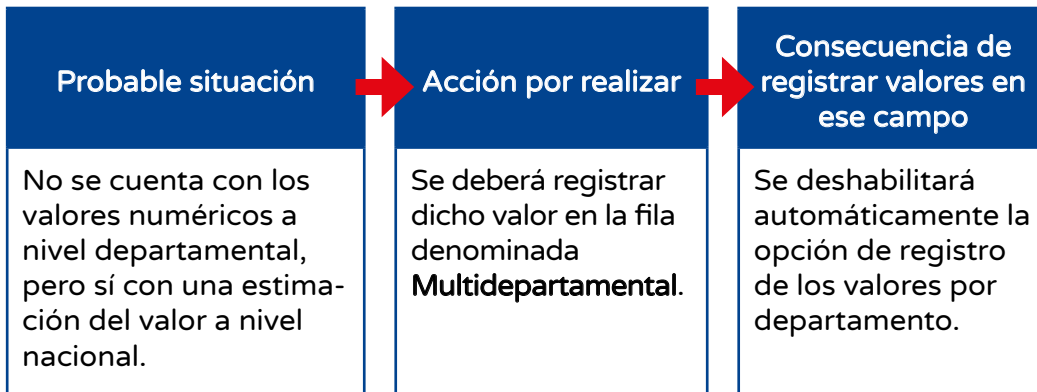 Probable situación
No se cuenta con los
valores numéricos a
nivel departamental,
pero sí con una estima-
ción del valor a nivel
nacional.
Acción por realizar
Se deberá registrar
dicho valor en la fila
denominada
Multidepartamental.
Consecuencia de
registrar valores en
ese campo
Se deshabilitará
automáticamente la
opción de registro
de los valores por
departamento.